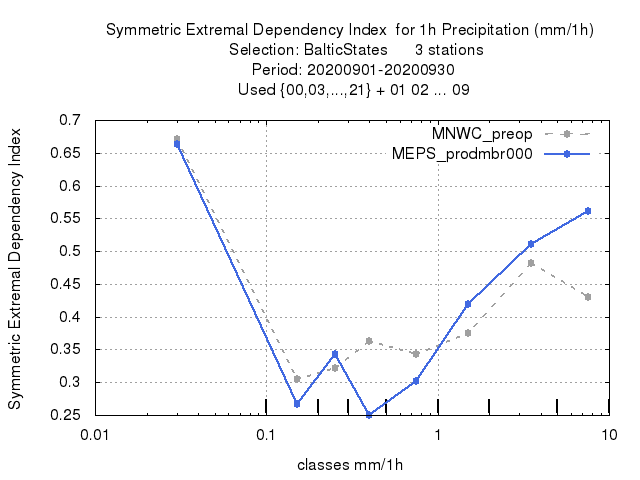 Symmetric Extremal Dependency Index  for 1h Precipitation (mm/1h)
Selection: BalticStates      3 stations
Period: 20200901-20200930
Used {00,03,...,21} + 01 02 ... 09
Symmetric Extremal Dependency Index
0.7
0.65
0.6
0.55
0.5
0.45
0.4
0.35
0.3
0.25
MNWC_preop
MEPS_prodmbr000
0.01
0.1
1
10
classes mm/1h